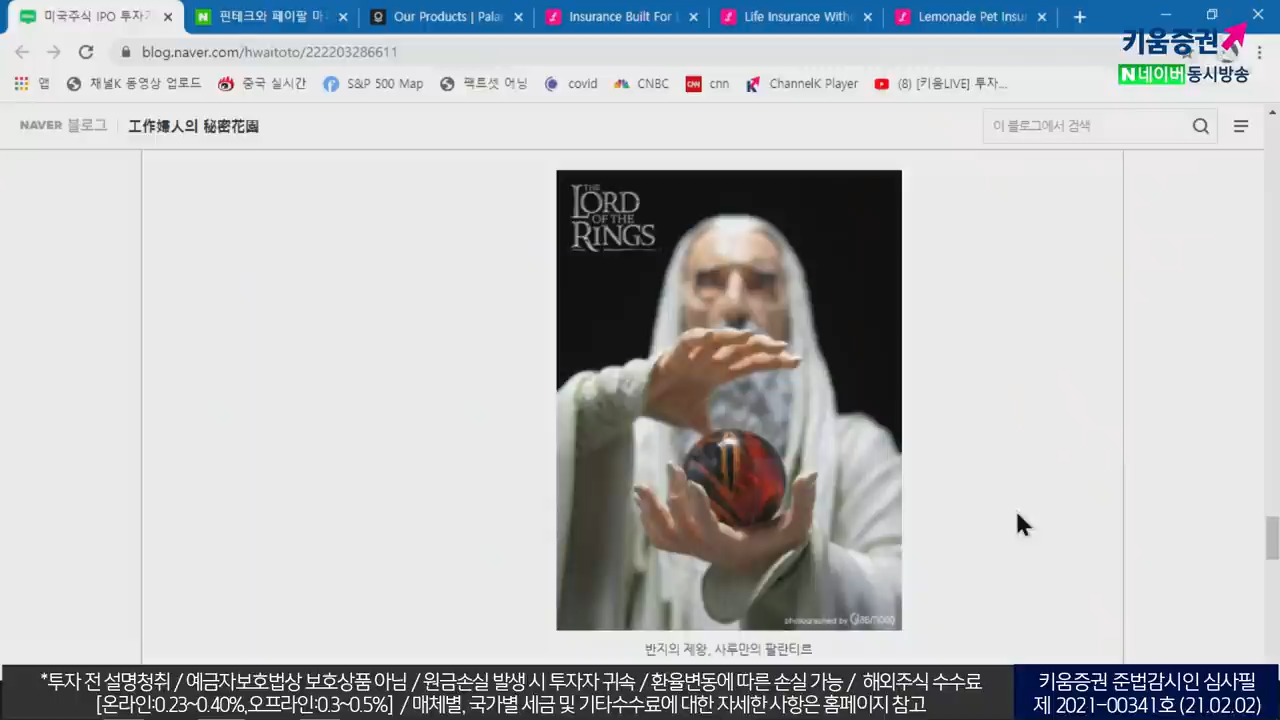 미국주식 IPO 투자
핀테크와 페이팔 마
Our Products | Pala
Insurance Built For
Life Insurance With
Lemonade Pet Insu
키움증권
N네이버 동시방송
blog.naver.com/hwaitoto/222203286611
앱
채널K 동영상 업로드
중국 실시간
S&P 500 Map
팩트셋 어닝
covid
CNBC
CNN
cnn
ChannelK Player
(8) [키움LIVE] 투자...
NAVER 블로그
工作婦人의 秘密花園
이 블로그에서 검색
THE
LORD
OF THE
RINGS
photographed by
반지의 제왕, 사루만의 팔란티르
*투자 전 설명청취 / 예금자보호법상 보호상품 아님 / 원금손실 발생 시 투자자 귀속 / 환율변동에 따른 손실 가능 / 해외주식 수수료
[온라인:0.23~0.40%,오프라인:0.3~0.5%] / 매체별, 국가별 세금 및 기타수수료에 대한 자세한 사항은 홈페이지 참고
키움증권 준법감시인 심사필
제 2021-00341호 (21.02.02)